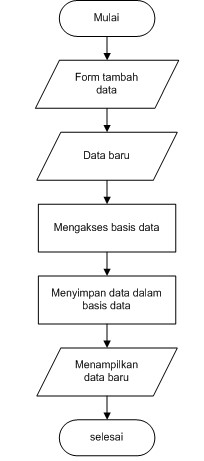 Mulai
Form tambah
data
Data baru
Mengakses basis data
Menyimpan data dalam
basis data
Menampilkan
data baru
selesai